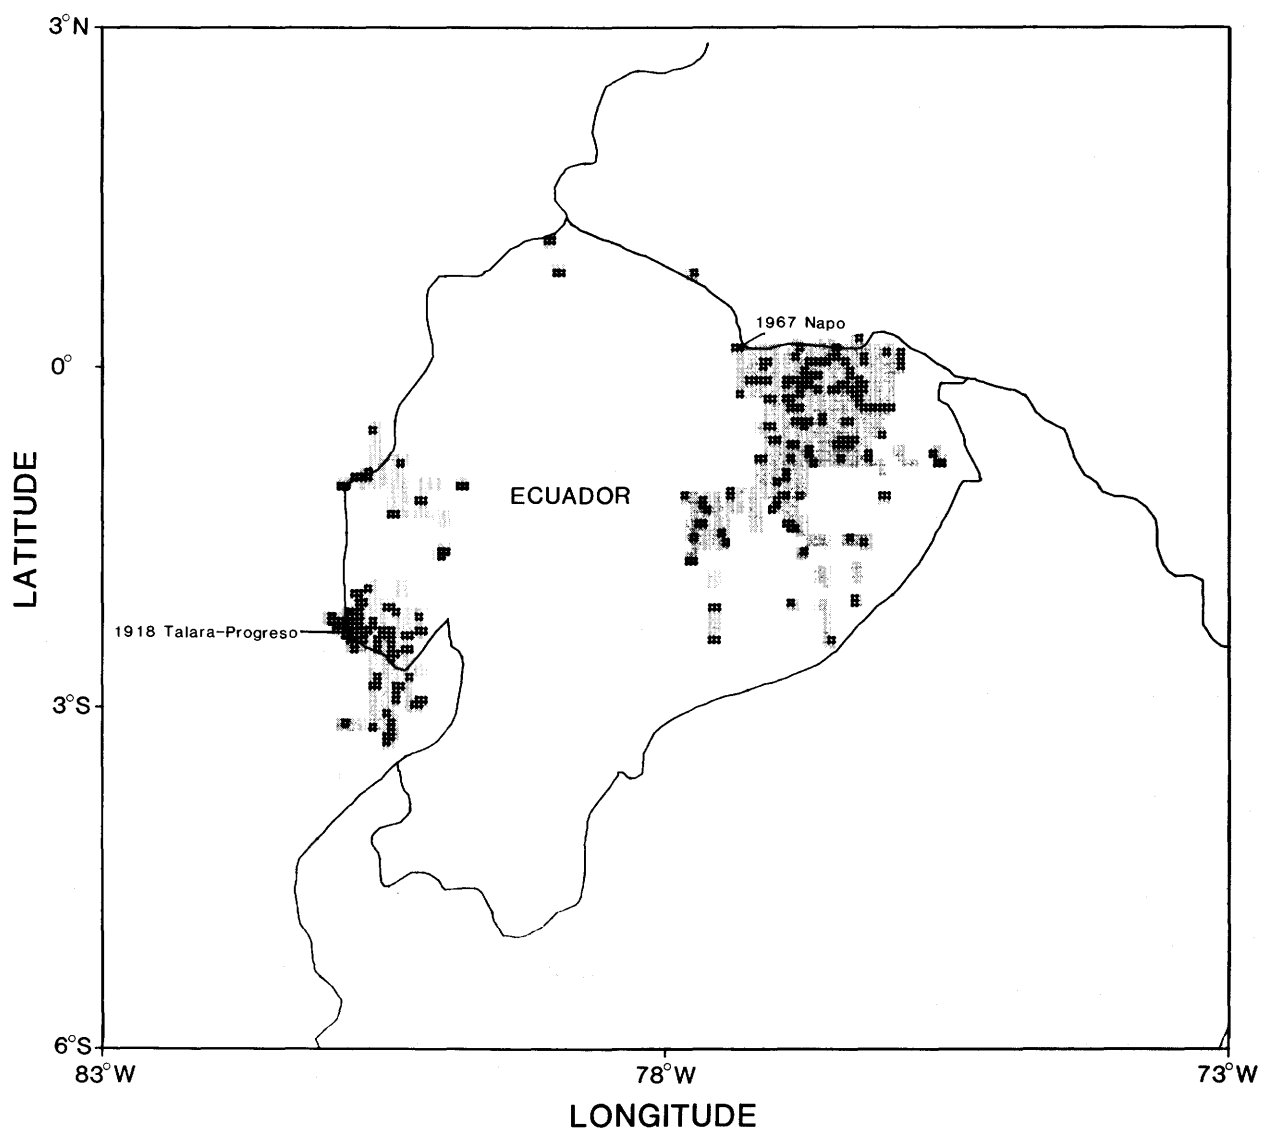 3°N
1967 Napo
0°
LATITUDE
ECUADOR
1918 Talara-Progreso
3°S
6°S
83°W
78°W
73°W
LONGITUDE